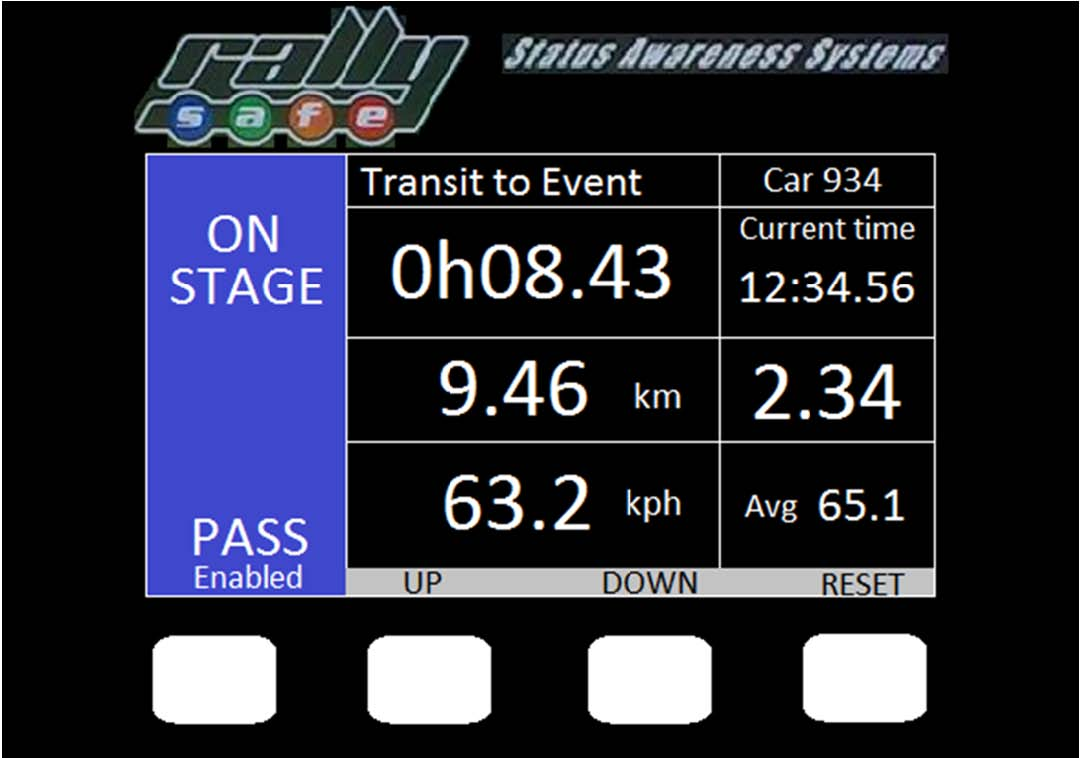 rally
safe
Status Awareness Systems
Transit to Event
Car 934
ON
STAGE
0h08.43
Current time
12:34.56
9.46 km
2.34
63.2 kph
Avg 65.1
PASS
Enabled
UP
DOWN
RESET